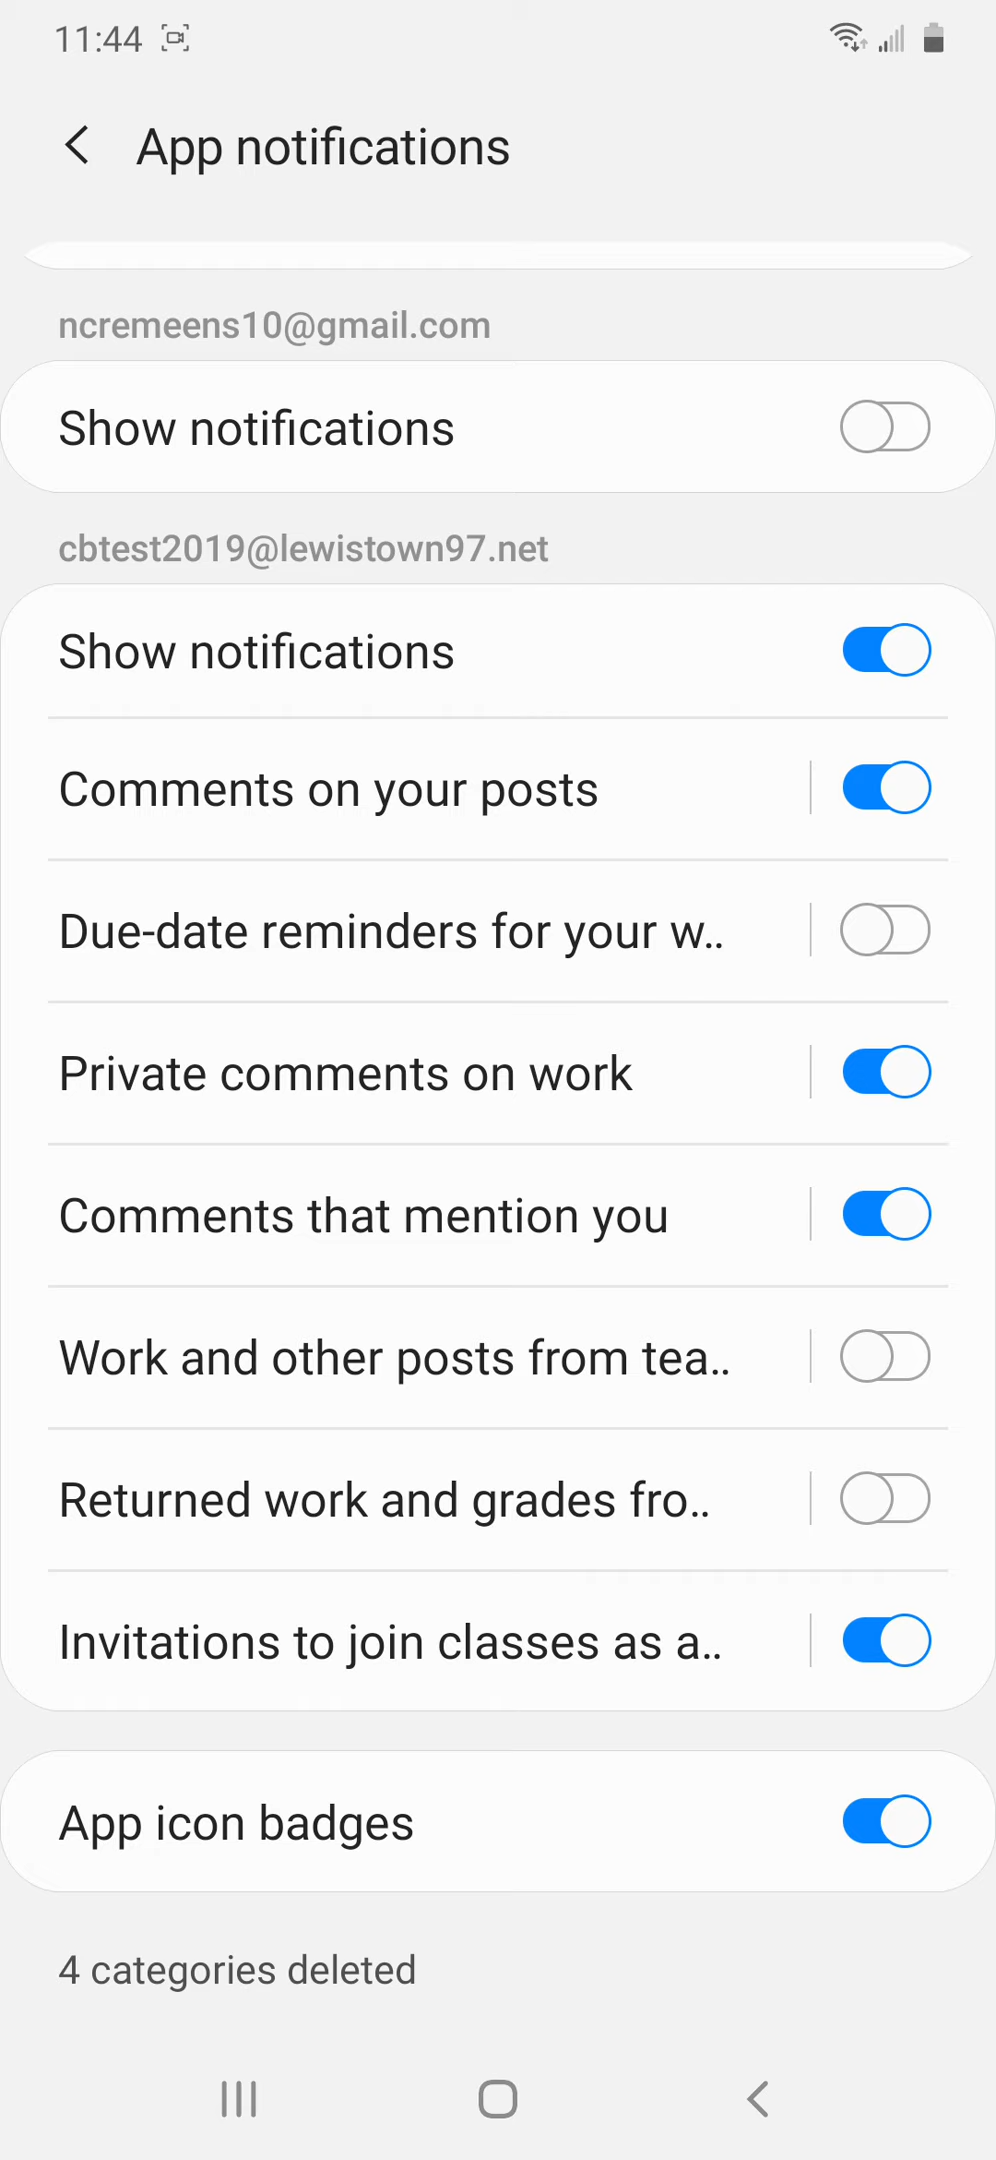 11:44
App notifications
ncremeens10@gmail.com
Show notifications
cbtest2019@lewistown97.net
Show notifications
Comments on your posts
Due-date reminders for your w..
Private comments on work
Comments that mention you
Work and other posts from tea..
Returned work and grades fro..
Invitations to join classes as a..
App icon badges
4 categories deleted